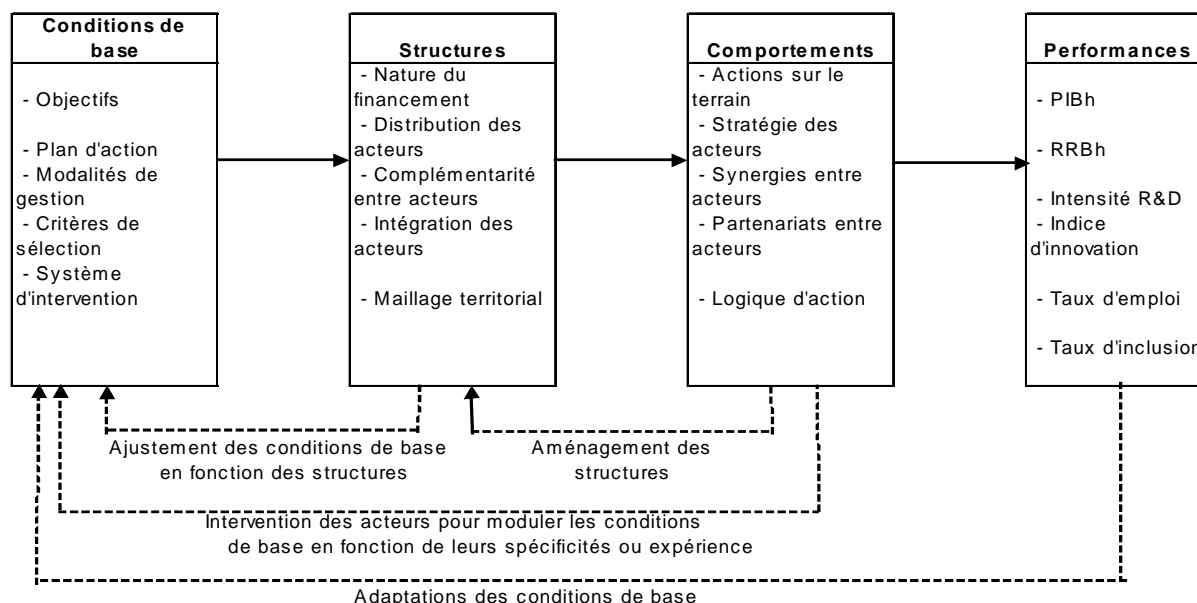 Conditions de
base
- Objectifs
- Plan d'action
- Modalités de
gestion
- Critères de
sélection
- Système
d'intervention
Structures
- Nature du
financement
- Distribution des
acteurs
- Complémentarité
entre acteurs
- Intégration des
acteurs
- Maillage territorial
Comportements
- Actions sur le
terrain
- Stratégie des
acteurs
- Synergies entre
acteurs
- Partenariats entre
acteurs
- Logique d'action
Performances
- PIBh
- RRBh
- Intensité R&D
- Indice
d'innovation
- Taux d'emploi
- Taux d'inclusion
Ajustement des conditions de base
en fonction des structures
Aménagement des
structures
Intervention des acteurs pour moduler les conditions
de base en fonction de leurs spécificités ou expérience
Adaptations des conditions de base